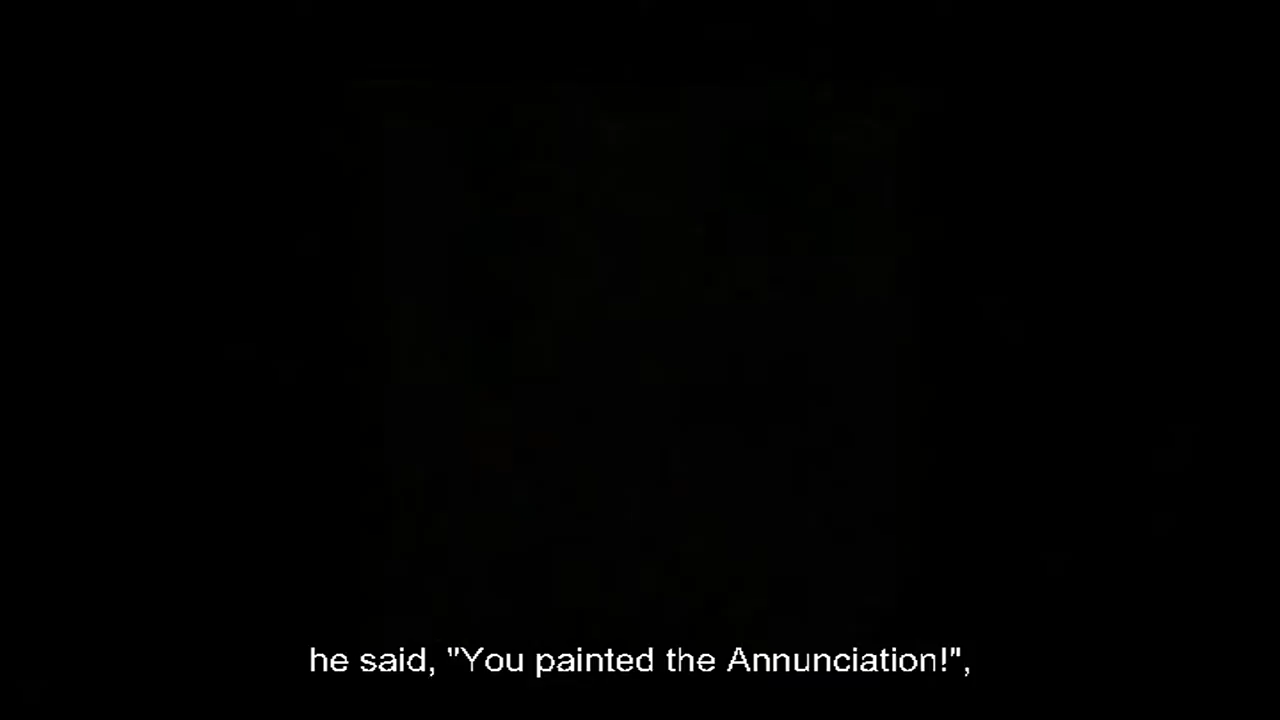 he said, "You painted the Annunciation!",